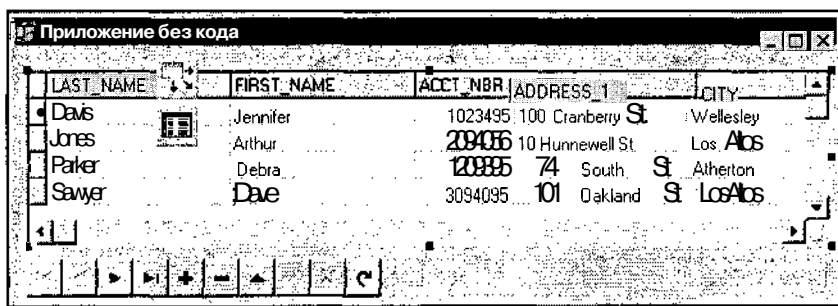 Приложение без кода
LAST_NAME FIRST_NAME ACCT_NBR ADDRESS_1 CITY
Davis Jennifer 1023495 100 Cranberry St. Wellesley
Jones Arthur 2094056 10 Hunnewell St. Los Altos
Parker Debra 1209395 74 South St Atherton
Sawyer Dave 3094095 101 Oakland St Los Altos